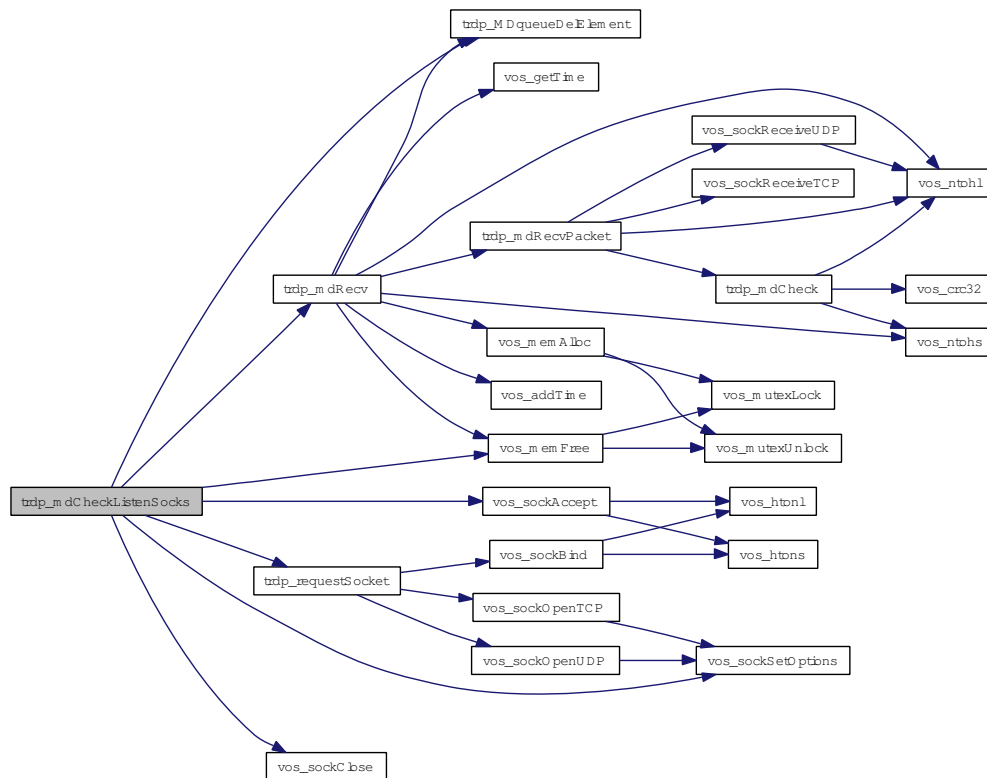 trdp_MDqueueDelElement
vos_getTime
vos_sockReceiveUDP
vos_sockReceiveTCP
vos_ntohl
trdp_mdRecvPacket
trdp_mdRecv
trdp_mdCheck
vos_crc32
vos_memAlloc
vos_ntohs
vos_addTime
vos_mutexLock
vos_memFree
vos_mutexUnlock
trdp_mdCheckListenSocks
vos_sockAccept
vos_htonl
vos_sockBind
vos_htons
trdp_requestSocket
vos_sockOpenTCP
vos_sockOpenUDP
vos_sockSetOptions
vos_sockClose